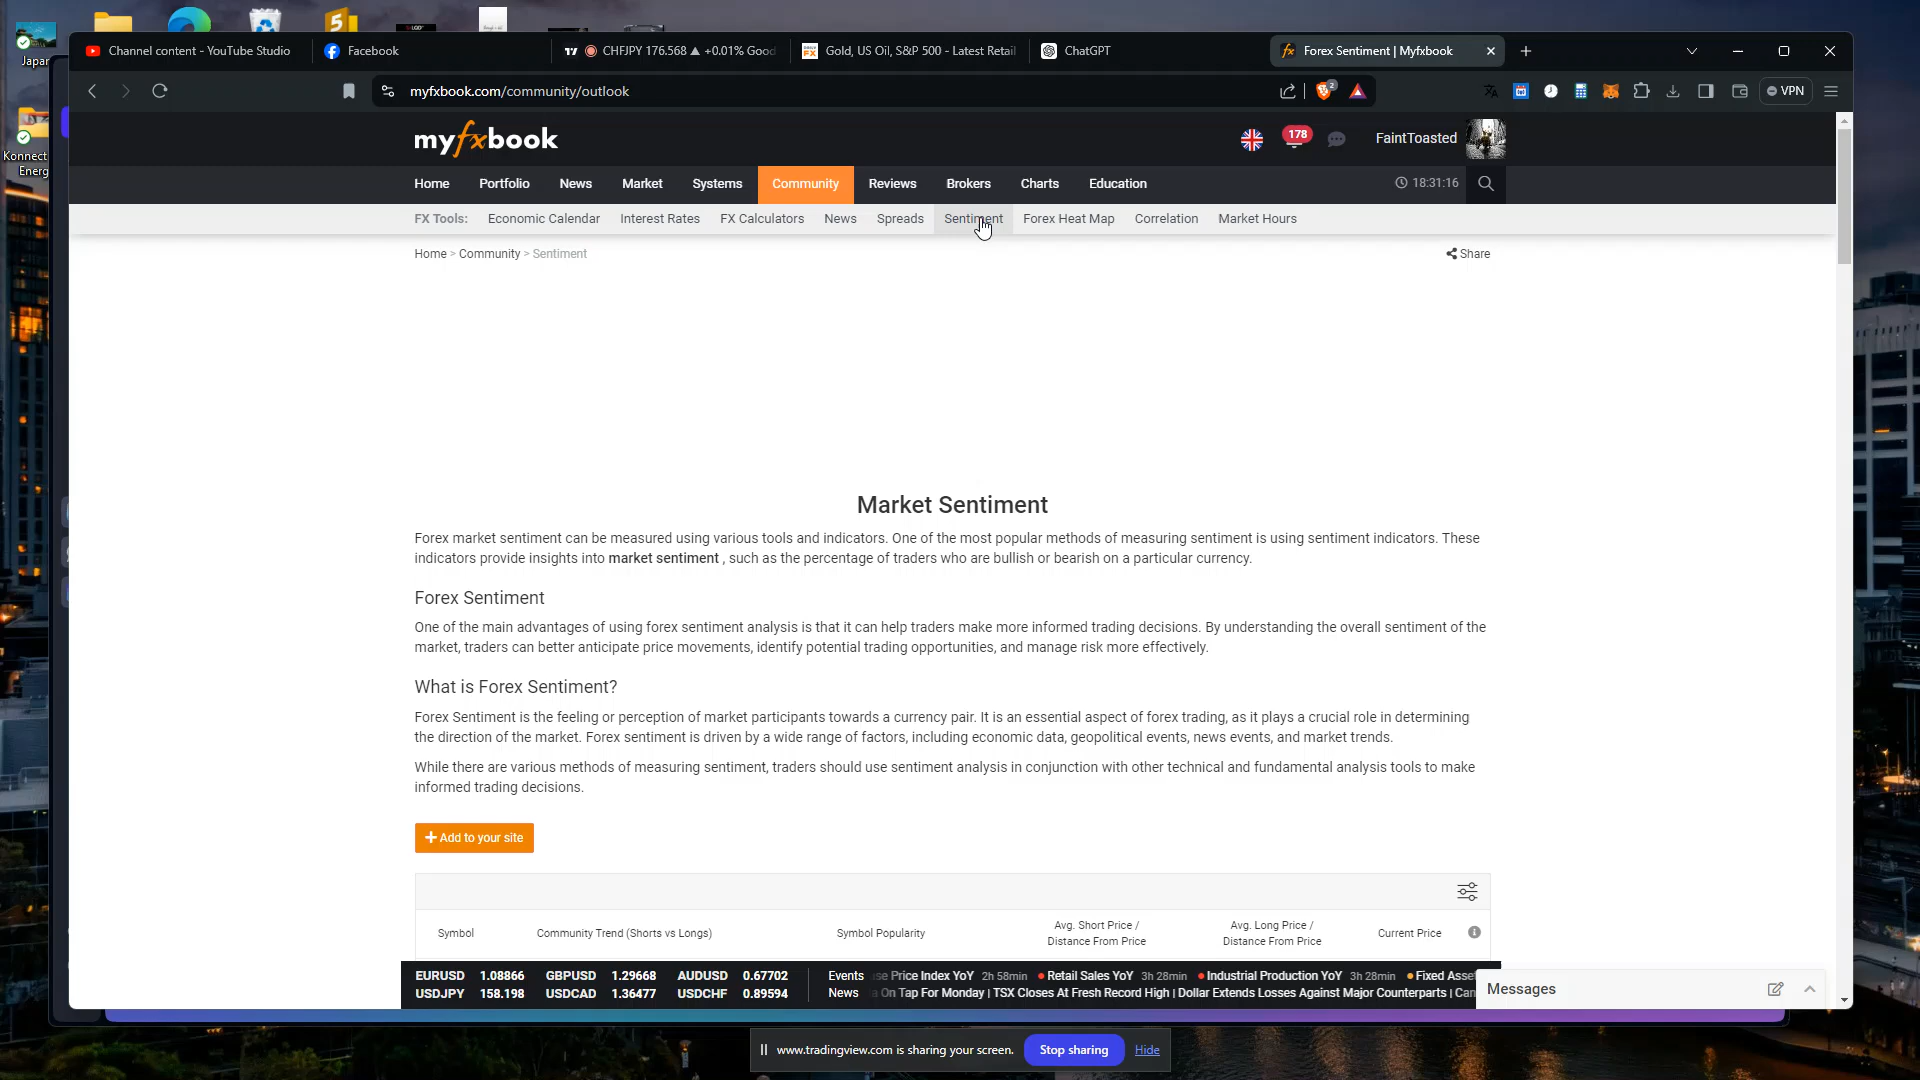 Japan
Konnect
Energ
Channel content - YouTube Studio
Facebook
CHFJPY 176.568 ▲ +0.01% Good
Gold, US Oil, S&P 500 - Latest Retail
ChatGPT
Forex Sentiment | Myfxbook
myfxbook.com/community/outlook
2
VPN
myfxbook
178
FaintToasted
Home Portfolio News Market Systems Community Reviews Brokers Charts Education
18:31:16
FX Tools: Economic Calendar Interest Rates FX Calculators News Spreads Sentiment Forex Heat Map Correlation Market Hours
Home > Community > Sentiment
Share
Market Sentiment
Forex market sentiment can be measured using various tools and indicators. One of the most popular methods of measuring sentiment is using sentiment indicators. These
indicators provide insights into market sentiment , such as the percentage of traders who are bullish or bearish on a particular currency.
Forex Sentiment
One of the main advantages of using forex sentiment analysis is that it can help traders make more informed trading decisions. By understanding the overall sentiment of the
market, traders can better anticipate price movements, identify potential trading opportunities, and manage risk more effectively.
What is Forex Sentiment?
Forex Sentiment is the feeling or perception of market participants towards a currency pair. It is an essential aspect of forex trading, as it plays a crucial role in determining
the direction of the market. Forex sentiment is driven by a wide range of factors, including economic data, geopolitical events, news events, and market trends.
While there are various methods of measuring sentiment, traders should use sentiment analysis in conjunction with other technical and fundamental analysis tools to make
informed trading decisions.
+ Add to your site
Symbol
Community Trend (Shorts vs Longs)
Symbol Popularity
Avg. Short Price /
Distance From Price
Avg. Long Price /
Distance From Price
Current Price
EURUSD 1.08866 GBPUSD 1.29668 AUDUSD 0.67702
USDJPY 158.198 USDCAD 1.36477 USDCHF 0.89594
Events se Price Index YoY 2h 58min Retail Sales YoY 3h 28min Industrial Production YoY 3h 28min Fixed Asse
News a On Tap For Monday | TSX Closes At Fresh Record High | Dollar Extends Losses Against Major Counterparts | Can
Messages
www.tradingview.com is sharing your screen.
Stop sharing
Hide